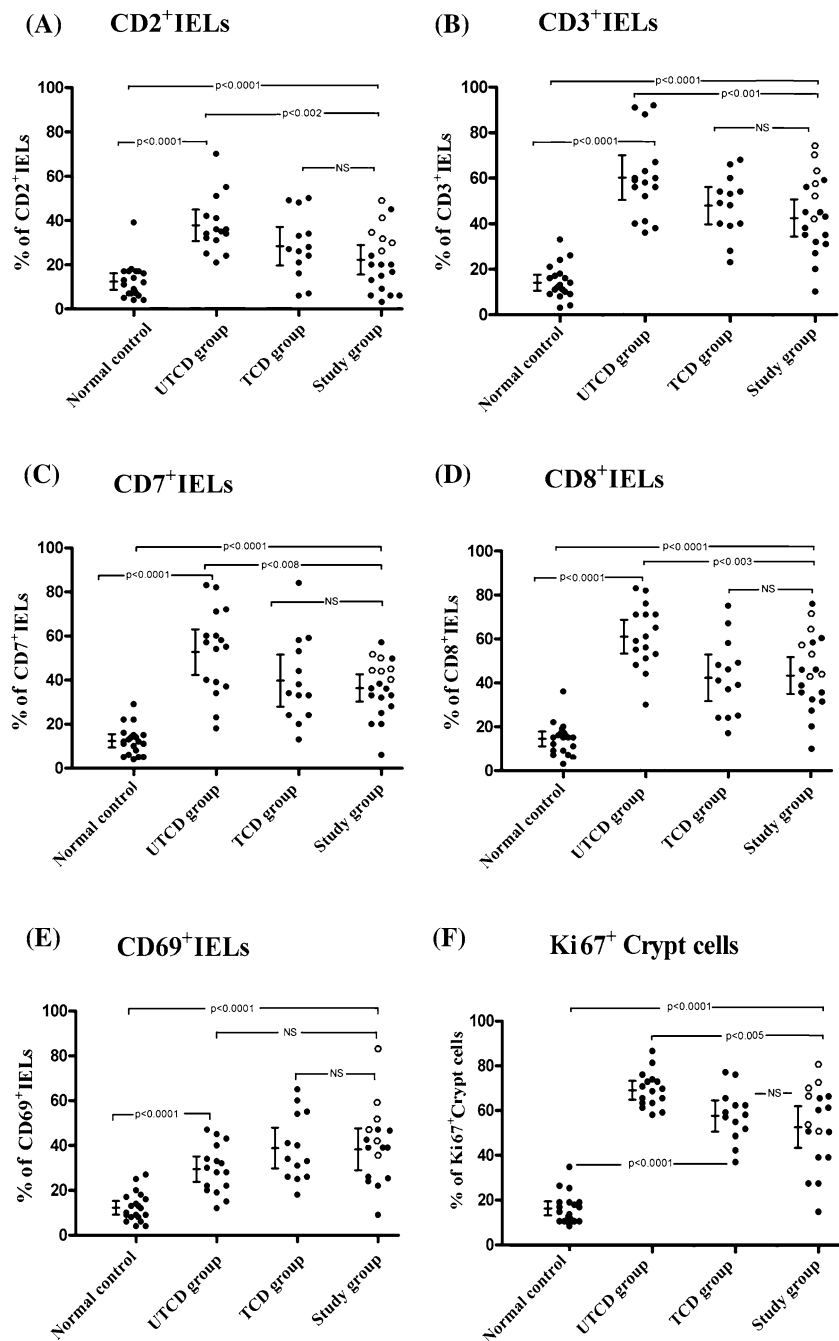 (A) CD2+IELs
p<0.0001
p<0.002
p<0.0001
NS
% of CD2+IELs
100
80
60
40
20
0
Normal control
UTCD group
TCD group
Study group
(B) CD3+IELs
p<0.0001
p<0.001
p<0.0001
NS
% of CD3+IELs
100
80
60
40
20
0
Normal control
UTCD group
TCD group
Study group
(C) CD7+IELs
p<0.0001
p<0.008
p<0.0001
NS
% of CD7+IELs
100
80
60
40
20
0
Normal control
UTCD group
TCD group
Study group
(D) CD8+IELs
p<0.0001
p<0.003
p<0.0001
NS
% of CD8+IELs
100
80
60
40
20
0
Normal control
UTCD group
TCD group
Study group
(E) CD69+IELs
p<0.0001
NS
NS
p<0.0001
% of CD69+IELs
100
80
60
40
20
0
Normal control
UTCD group
TCD group
Study group
(F) Ki67+ Crypt cells
p<0.0001
p<0.005
NS
p<0.0001
% of Ki67+Crypt cells
100
80
60
40
20
0
Normal control
UTCD group
TCD group
Study group